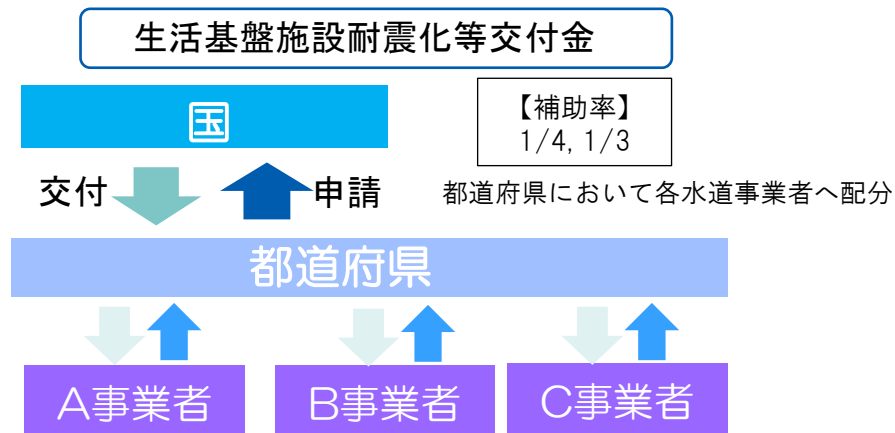 生活基盤施設耐震化等交付金
国
【補助率】
1/4, 1/3
交付
申請
都道府県において各水道事業者へ配分
都道府県
A事業者
B事業者
C事業者